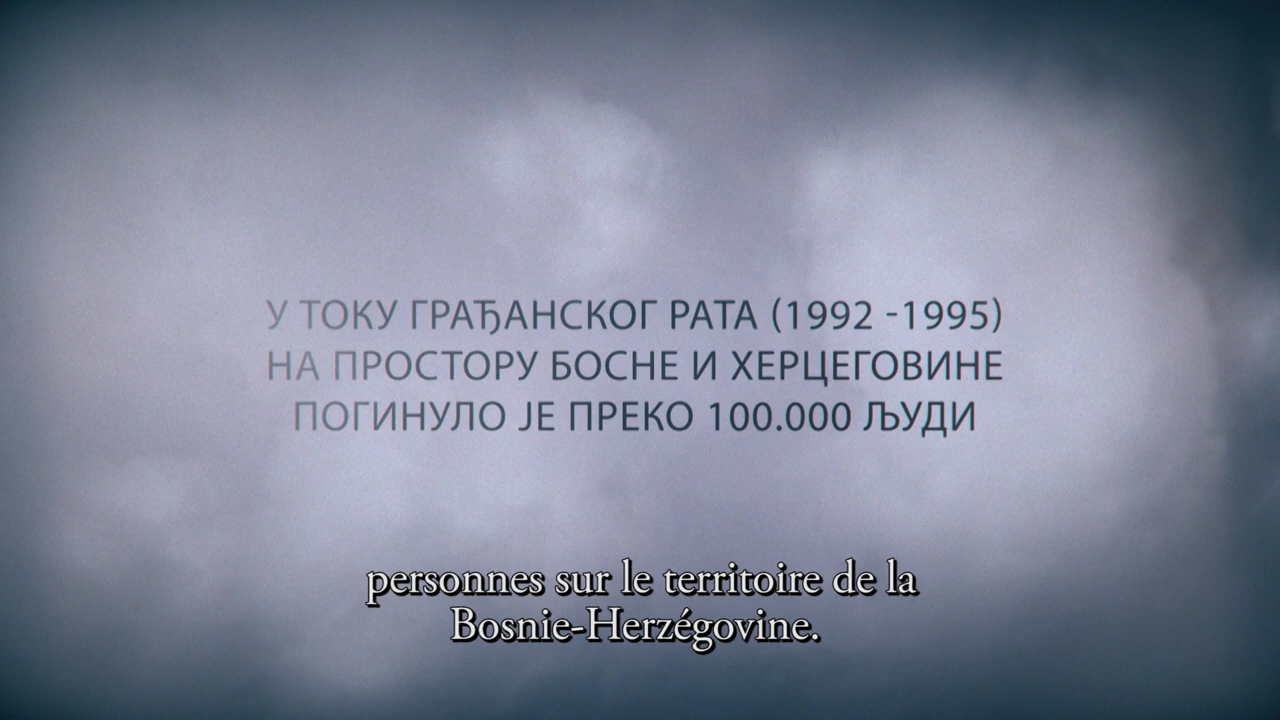 У ТОКУ ГРАЂАНСКОГ РАТА (1992 -1995)
НА ПРОСТОРУ БОСНЕ И ХЕРЦЕГОВИНЕ
ПОГИНУЛО ЈЕ ПРЕКО 100.000 ЉУДИ
personnes sur le territoire de la
Bosnie-Herzégovine.